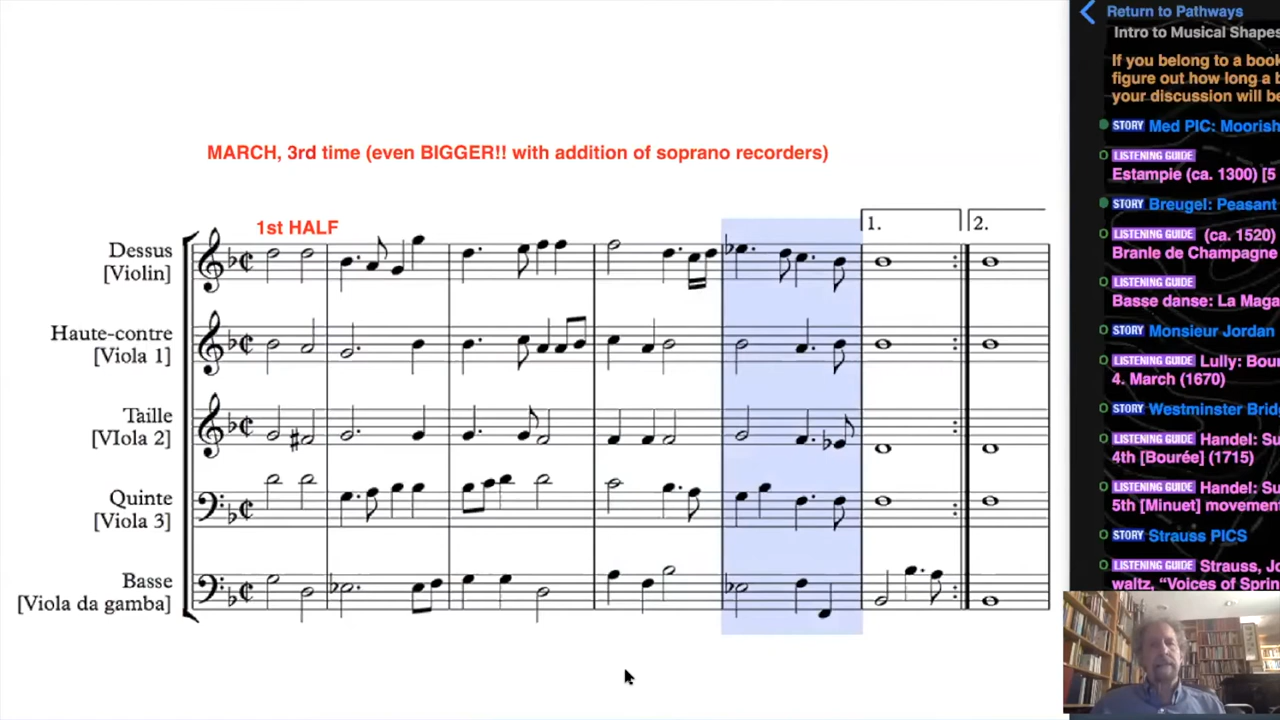 Return to Pathways
Intro to Musical Shapes
If you belong to a book
figure out how long a b
your discussion will be
STORY Med PIC: Moorish
LISTENING GUIDE
Estampie (ca. 1300) [5
STORY Breugel: Peasant
LISTENING GUIDE (ca. 1520)
Branle de Champagne
LISTENING GUIDE
Basse danse: La Maga
STORY Monsieur Jordan
LISTENING GUIDE Lully: Bour
4. March (1670)
STORY Westminster Bridg
LISTENING GUIDE Handel: Su
4th [Bourée] (1715)
LISTENING GUIDE Handel: Su
5th [Minuet] movement
STORY Strauss PICS
LISTENING GUIDE Strauss, Jo
waltz, “Voices of Sprin
MARCH, 3rd time (even BIGGER!! with addition of soprano recorders)
1st HALF
1.
2.
Dessus
[Violin]
Haute-contre
[Viola 1]
Taille
[VIola 2]
Quinte
[Viola 3]
Basse
[Viola da gamba]